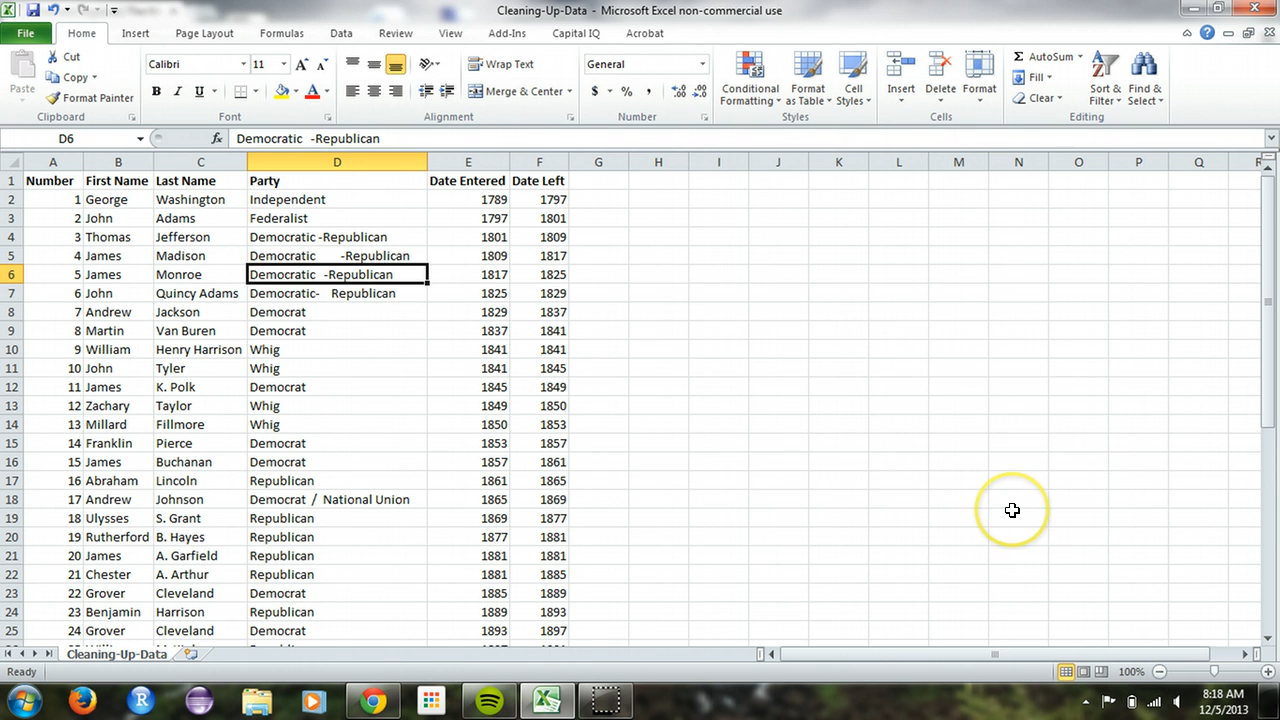 Cleaning-Up-Data - Microsoft Excel non-commercial use
File Home Insert Page Layout Formulas Data Review View Add-Ins Capital IQ Acrobat
Paste Cut Copy Format Painter
Calibri 11
B I U A A A
Wrap Text
Merge & Center
General
$ % , .0 .00 .00 .0
Conditional Formatting Format as Table Cell Styles
Insert Delete Format
Σ AutoSum Fill Clear
Sort & Filter Find & Select
Clipboard Font Alignment Number Styles Cells Editing
D6 fx Democratic  -Republican
A B C D E F G H I J K L M N O P Q R
1 Number First Name Last Name Party Date Entered Date Left
2 1 George Washington Independent 1789 1797
3 2 John Adams Federalist 1797 1801
4 3 Thomas Jefferson Democratic -Republican 1801 1809
5 4 James Madison Democratic       -Republican 1809 1817
6 5 James Monroe Democratic  -Republican 1817 1825
7 6 John Quincy Adams Democratic-   Republican 1825 1829
8 7 Andrew Jackson Democrat 1829 1837
9 8 Martin Van Buren Democrat 1837 1841
10 9 William Henry Harrison Whig 1841 1841
11 10 John Tyler Whig 1841 1845
12 11 James K. Polk Democrat 1845 1849
13 12 Zachary Taylor Whig 1849 1850
14 13 Millard Fillmore Whig 1850 1853
15 14 Franklin Pierce Democrat 1853 1857
16 15 James Buchanan Democrat 1857 1861
17 16 Abraham Lincoln Republican 1861 1865
18 17 Andrew Johnson Democrat  /  National Union 1865 1869
19 18 Ulysses S. Grant Republican 1869 1877
20 19 Rutherford B. Hayes Republican 1877 1881
21 20 James A. Garfield Republican 1881 1881
22 21 Chester A. Arthur Republican 1881 1885
23 22 Grover Cleveland Democrat 1885 1889
24 23 Benjamin Harrison Republican 1889 1893
25 24 Grover Cleveland Democrat 1893 1897
Cleaning-Up-Data
Ready 100%
R
8:18 AM
12/5/2013